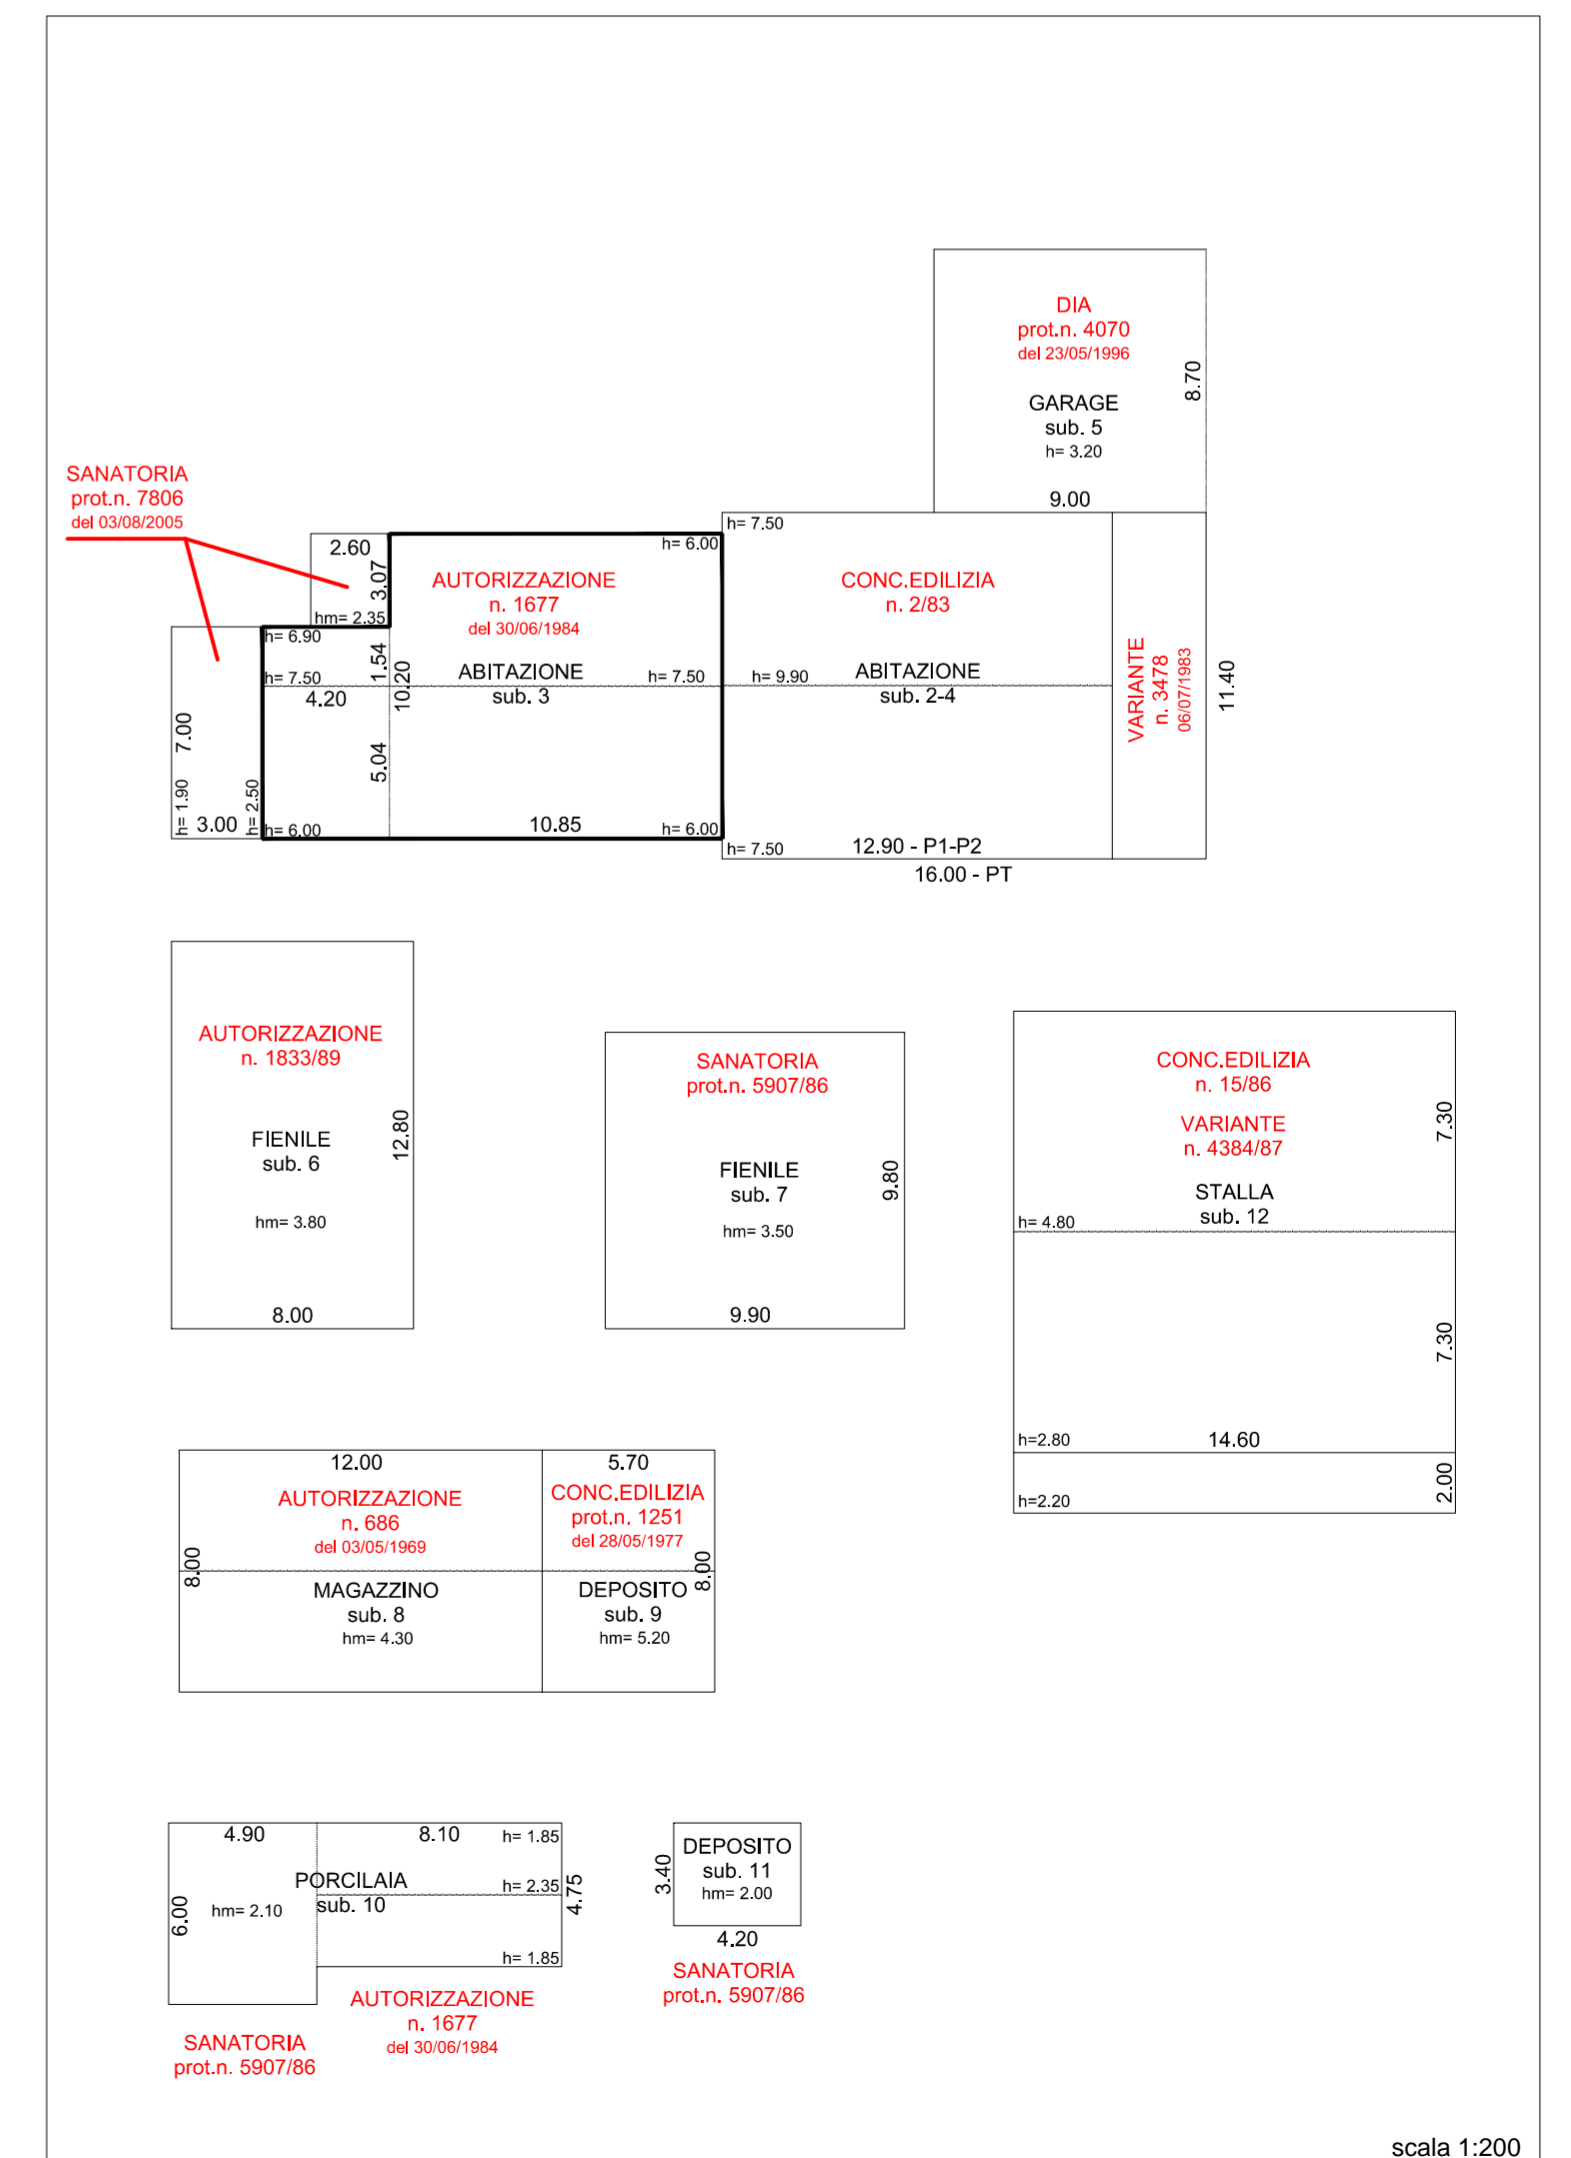 DIA
prot.n. 4070
del 23/05/1996
8.70
GARAGE
sub. 5
h= 3.20
9.00
SANATORIA
prot.n. 7806
del 03/08/2005
2.60
3.07
hm= 2.35
h= 6.00
AUTORIZZAZIONE
n. 1677
del 30/06/1984
h= 6.90
1.54
10.20
h= 7.50
4.20
ABITAZIONE
sub. 3
h= 7.50
7.00
5.04
h= 1.90
3.00
h= 2.50
h= 6.00
10.85
h= 6.00
h= 7.50
CONC.EDILIZIA
n. 2/83
h= 9.90
ABITAZIONE
sub. 2-4
VARIANTE
n. 3478
06/07/1983
11.40
h= 7.50
12.90 - P1-P2
16.00 - PT
AUTORIZZAZIONE
n. 1833/89
12.80
FIENILE
sub. 6
hm= 3.80
8.00
SANATORIA
prot.n. 5907/86
9.80
FIENILE
sub. 7
hm= 3.50
9.90
CONC.EDILIZIA
n. 15/86
VARIANTE
n. 4384/87
7.30
STALLA
sub. 12
h= 4.80
7.30
h=2.80
14.60
h=2.20
2.00
12.00
AUTORIZZAZIONE
n. 686
del 03/05/1969
8.00
MAGAZZINO
sub. 8
hm= 4.30
5.70
CONC.EDILIZIA
prot.n. 1251
del 28/05/1977
8.00
DEPOSITO
sub. 9
hm= 5.20
4.90
8.10
h= 1.85
PORCILAIA
sub. 10
h= 2.35
4.75
6.00
hm= 2.10
h= 1.85
AUTORIZZAZIONE
n. 1677
del 30/06/1984
SANATORIA
prot.n. 5907/86
3.40
DEPOSITO
sub. 11
hm= 2.00
4.20
SANATORIA
prot.n. 5907/86
scala 1:200